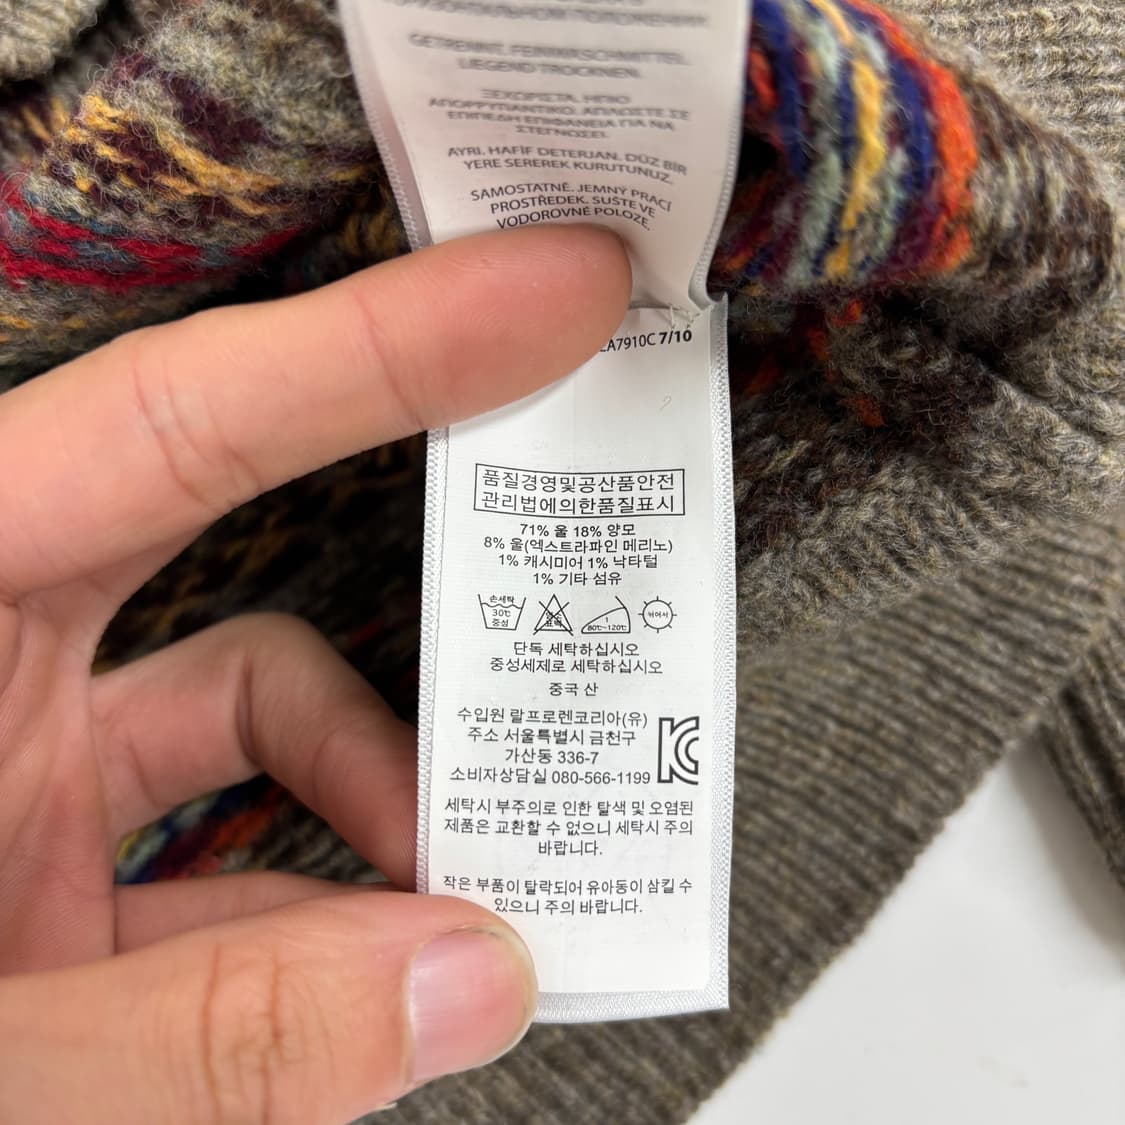 GETRENNT. FEINWASCHMITTEL.
LIEGEND TROCKNEN.
ΞΕΧΩΡΙΣΤΑ. ΗΠΙΟ
ΑΠΟΡΡΥΠΑΝΤΙΚΟ. ΑΠΛΩΣΤΕ ΣΕ
ΕΠΙΠΕΔΗ ΕΠΙΦΑΝΕΙΑ ΓΙΑ ΝΑ
ΣΤΕΓΝΩΣΕΙ.
AYRI. HAFİF DETERJAN. DÜZ BİR
YERE SEREREK KURUTUNUZ.
SAMOSTATNĚ. JEMNÝ PRACÍ
PROSTŘEDEK. SUŠTE VE
VODOROVNÉ POLOZE.
A7910C 7/10
품질경영및공산품안전
관리법에의한품질표시
71% 울 18% 양모
8% 울(엑스트라파인 메리노)
1% 캐시미어 1% 낙타털
1% 기타 섬유
손세탁
30℃
중성
1
80℃~120℃
뉘어서
단독 세탁하십시오
중성세제로 세탁하십시오
중국 산
수입원 랄프로렌코리아(유)
주소 서울특별시 금천구
가산동 336-7
소비자상담실 080-566-1199
세탁시 부주의로 인한 탈색 및 오염된
제품은 교환할 수 없으니 세탁시 주의
바랍니다.
작은 부품이 탈락되어 유아동이 삼킬 수
있으니 주의 바랍니다.